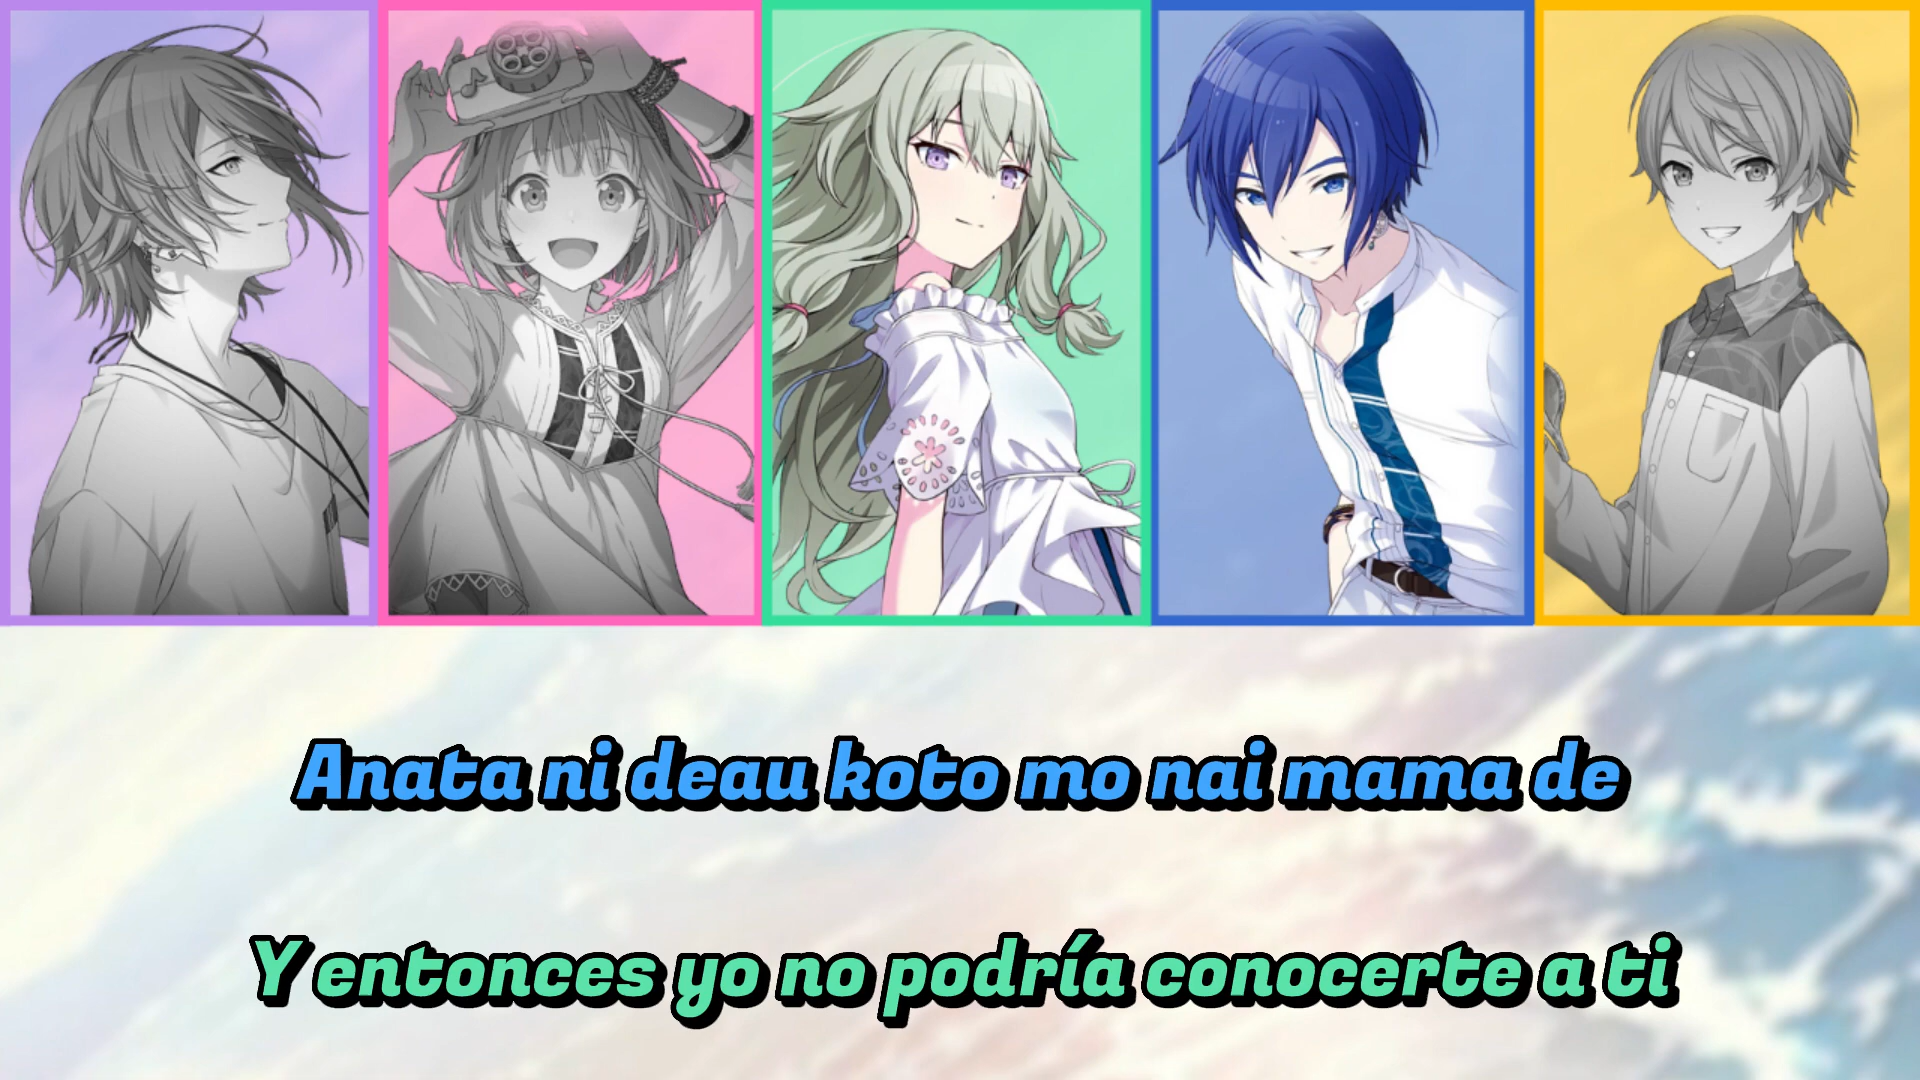 Anata ni deau koto mo nai mama de
Y entonces yo no podría conocerte a ti